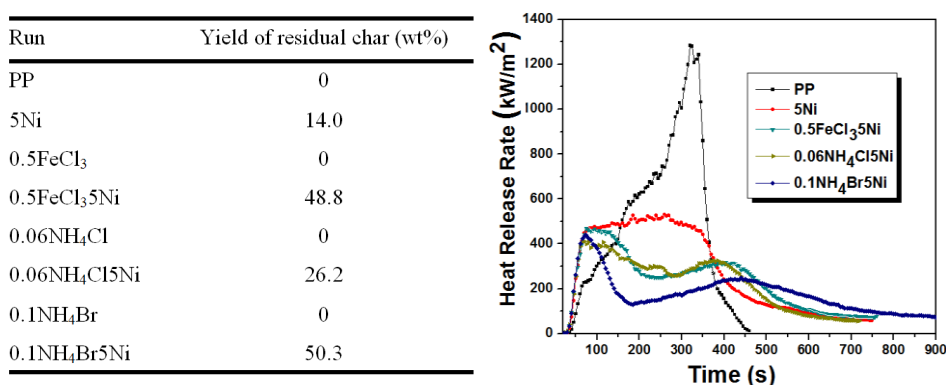 Run Yield of residual char (wt%)
PP 0
5Ni 14.0
0.5FeCl₃ 0
0.5FeCl₃5Ni 48.8
0.06NH₄Cl 0
0.06NH₄Cl5Ni 26.2
0.1NH₄Br 0
0.1NH₄Br5Ni 50.3
Heat Release Rate (kW/m²)
1400
1200
1000
800
600
400
200
0
PP
5Ni
0.5FeCl₃5Ni
0.06NH₄Cl5Ni
0.1NH₄Br5Ni
100 200 300 400 500 600 700 800 900
Time (s)